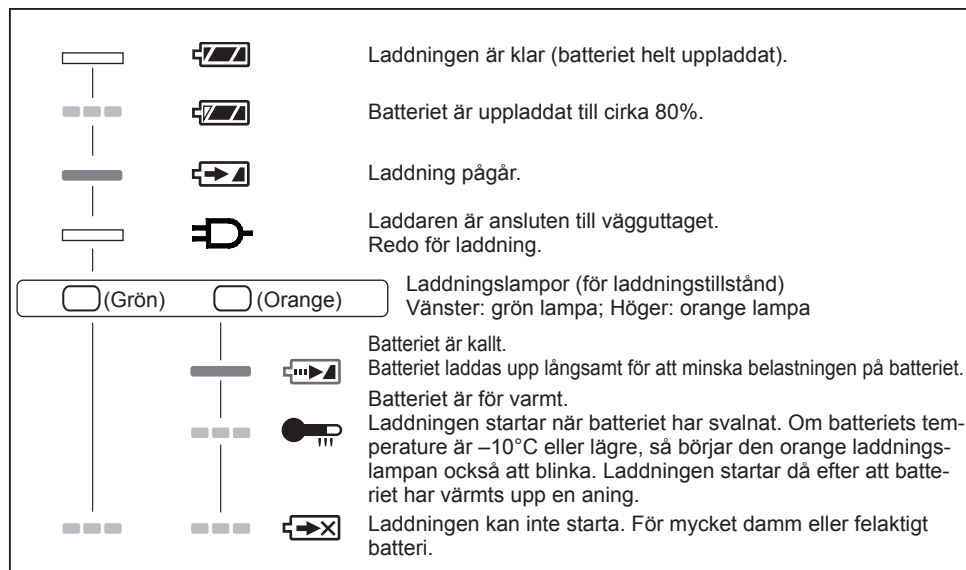 Laddningen är klar (batteriet helt uppladdat).
Batteriet är uppladdat till cirka 80%.
Laddning pågår.
Laddaren är ansluten till vägguttaget.
Redo för laddning.
(Grön)
(Orange)
Laddningslampor (för laddningstillstånd)
Vänster: grön lampa; Höger: orange lampa
Batteriet är kallt.
Batteriet laddas upp långsamt för att minska belastningen på batteriet.
Batteriet är för varmt.
Laddningen startar när batteriet har svalnat. Om batteriets tem-
perature är –10°C eller lägre, så börjar den orange laddnings-
lampan också att blinka. Laddningen startar då efter att batte-
riet har värmts upp en aning.
Laddningen kan inte starta. För mycket damm eller felaktigt
batteri.